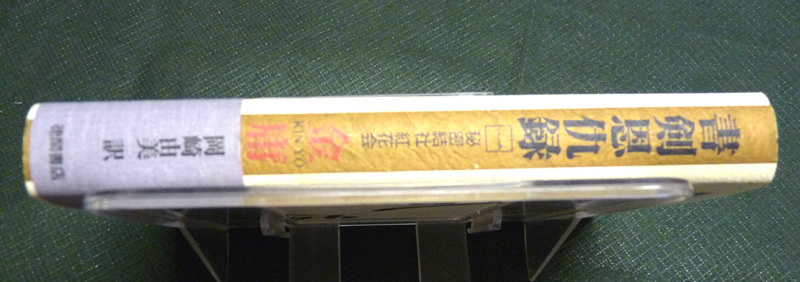 書剣恩仇録
一
秘密結社紅花会
金庸
KIN YO
岡崎由美 訳
徳間書店